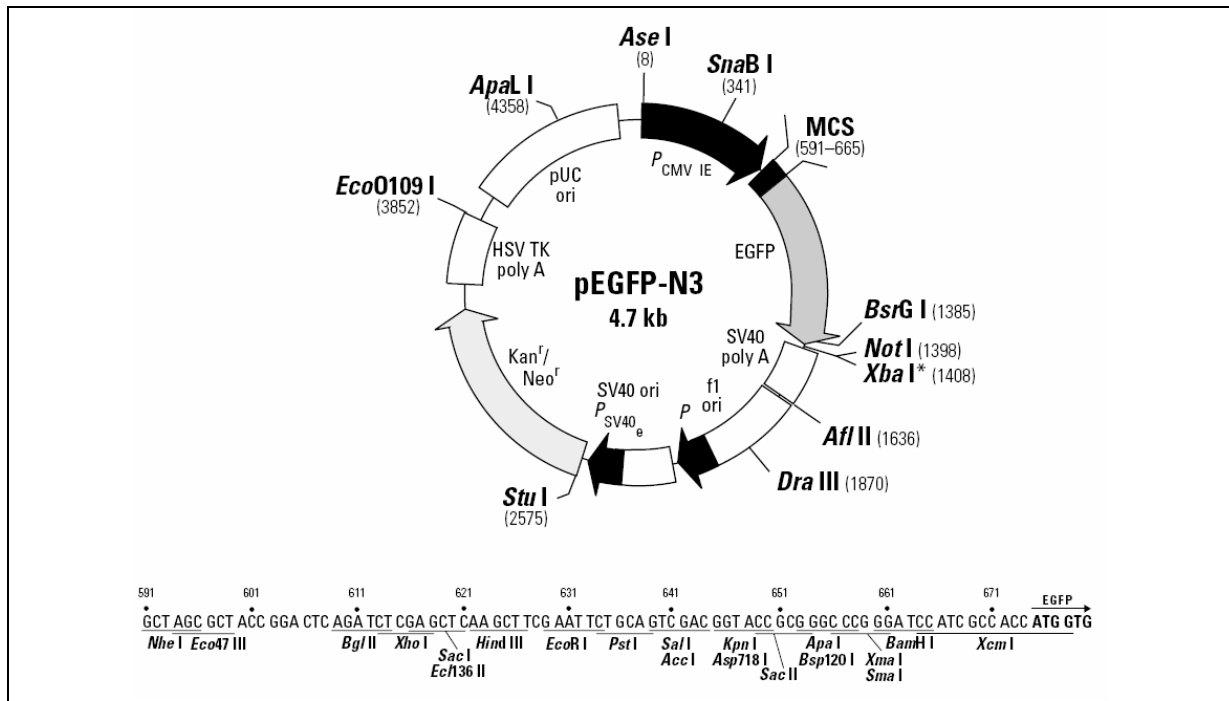 Ase I
(8)
SnaB I
(341)
ApaL I
(4358)
MCS
(591–665)
PCMV IE
pUC
ori
EcoO109 I
(3852)
HSV TK
poly A
EGFP
pEGFP-N3
4.7 kb
BsrG I (1385)
Not I (1398)
Xba I* (1408)
SV40
poly A
Kanr/
Neor
SV40 ori
PSV40e
P
f1
ori
Afl II (1636)
Dra III (1870)
Stu I
(2575)
591 601 611 621 631 641 651 661 671 EGFP
GCT AGC GCT ACC GGA CTC AGA TCT CGA GCT CAA GCT TCG AAT TCT GCA GTC GAC GGT ACC GCG GGC CCG GGA TCC ATC GCC ACC ATG GTG
Nhe I Eco47 III Bgl II Xho I Hind III EcoR I Pst I Sal I Kpn I Apa I BamH I Xcm I
Sac I Acc I Asp718 I Bsp120 I Xma I
Ecl136 II Sac II Sma I